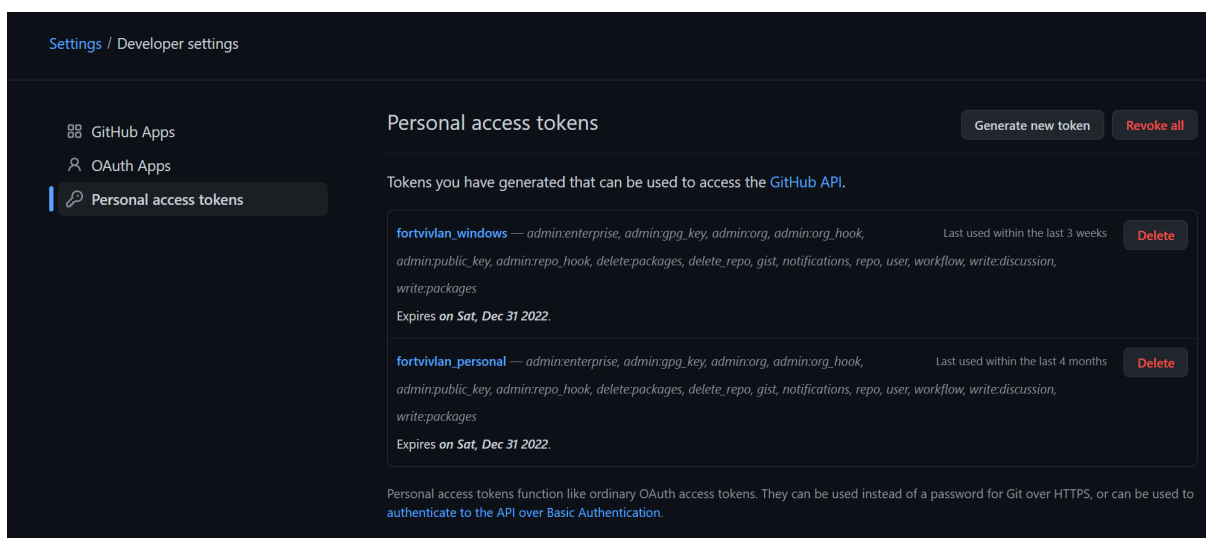 Settings / Developer settings
GitHub Apps
OAuth Apps
Personal access tokens
Personal access tokens
Generate new token
Revoke all
Tokens you have generated that can be used to access the GitHub API.
fortvivlan_windows — admin:enterprise, admin:gpg_key, admin:org, admin:org_hook,
Last used within the last 3 weeks
Delete
admin:public_key, admin:repo_hook, delete:packages, delete_repo, gist, notifications, repo, user, workflow, write:discussion,
write:packages
Expires on Sat, Dec 31 2022.
fortvivlan_personal — admin:enterprise, admin:gpg_key, admin:org, admin:org_hook,
Last used within the last 4 months
Delete
admin:public_key, admin:repo_hook, delete:packages, delete_repo, gist, notifications, repo, user, workflow, write:discussion,
write:packages
Expires on Sat, Dec 31 2022.
Personal access tokens function like ordinary OAuth access tokens. They can be used instead of a password for Git over HTTPS, or can be used to
authenticate to the API over Basic Authentication.